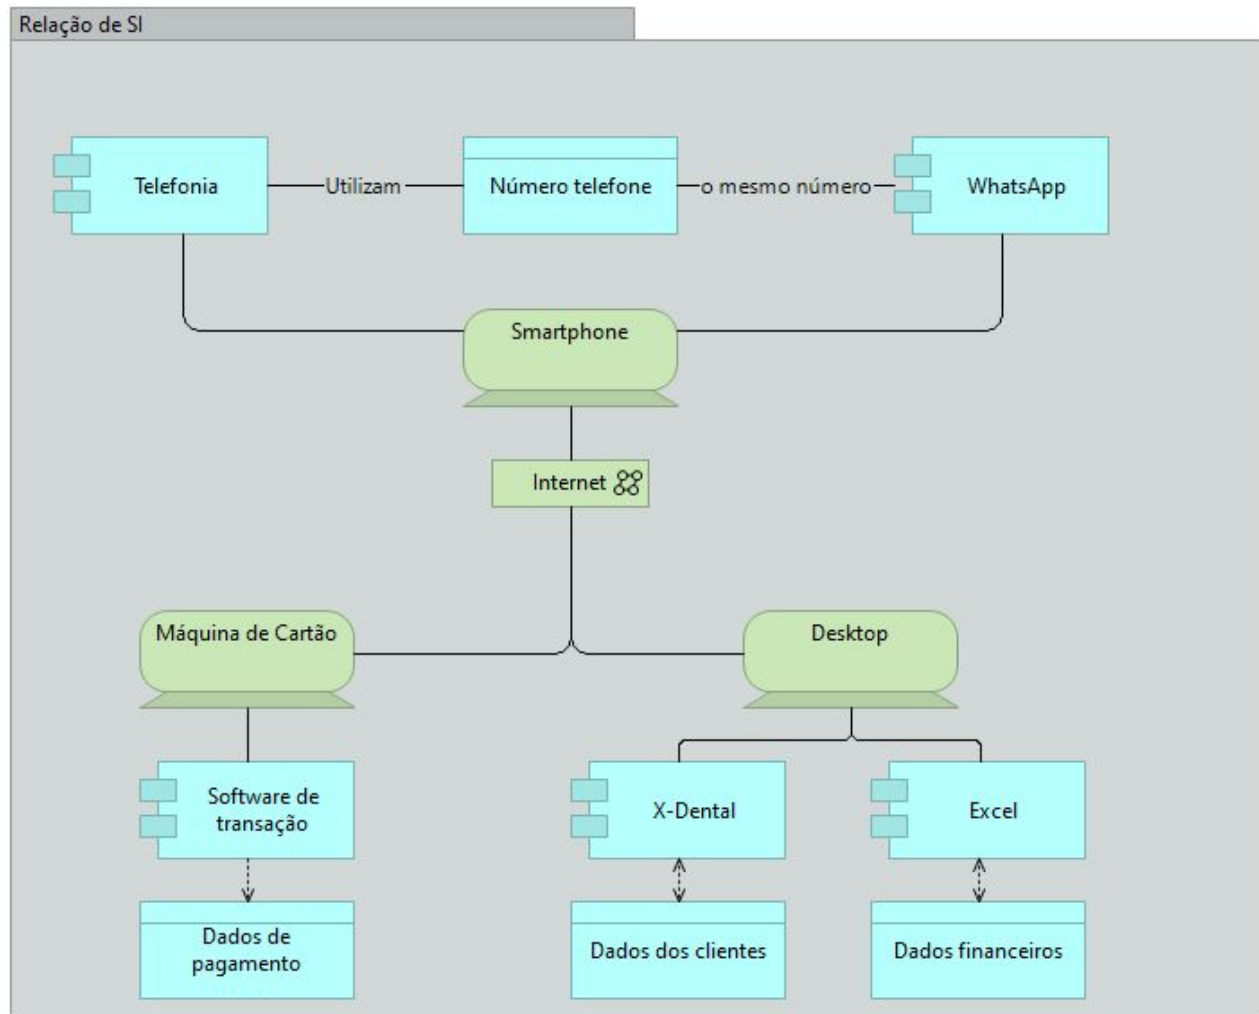 Relação de SI
Telefonia
Utilizam
Número telefone
o mesmo número
WhatsApp
Smartphone
Internet
Máquina de Cartão
Desktop
Software de
transação
X-Dental
Excel
Dados de
pagamento
Dados dos clientes
Dados financeiros